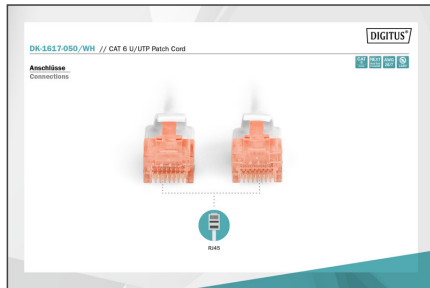 DIGITUS®
DK-1617-050/WH // CAT 6 U/UTP Patch Cord
Anschlüsse
Connections
RJ45